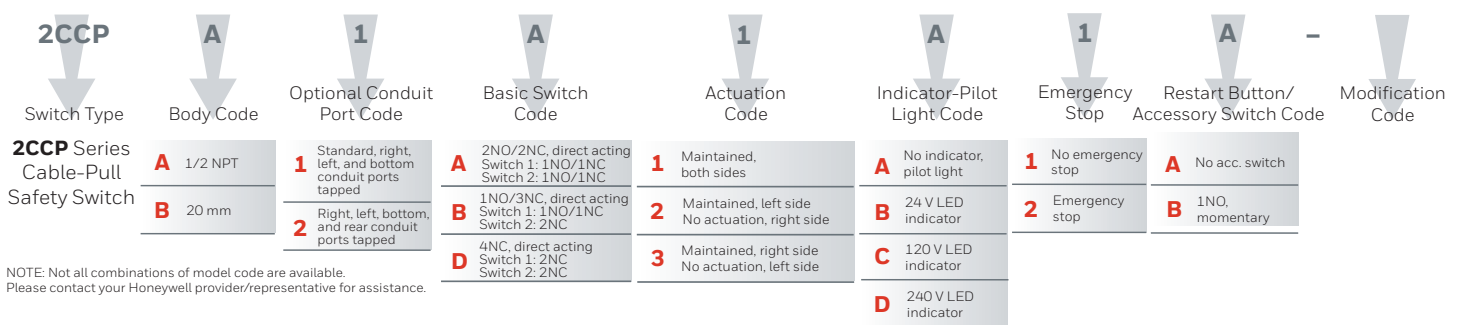 2CCP A 1 A 1 A 1 A –
Switch Type
Body Code
Optional Conduit
Port Code
Basic Switch
Code
Actuation
Code
Indicator-Pilot
Light Code
Emergency
Stop
Restart Button/
Accessory Switch Code
Modification
Code
2CCP Series
Cable-Pull
Safety Switch
A 1/2 NPT
B 20 mm
1 Standard, right,
left, and bottom
conduit ports
tapped
2 Right, left, bottom,
and rear conduit
ports tapped
A 2NO/2NC, direct acting
Switch 1: 1NO/1NC
Switch 2: 1NO/1NC
B 1NO/3NC, direct acting
Switch 1: 1NO/1NC
Switch 2: 2NC
D 4NC, direct acting
Switch 1: 2NC
Switch 2: 2NC
1 Maintained,
both sides
2 Maintained, left side
No actuation, right side
3 Maintained, right side
No actuation, left side
A No indicator,
pilot light
B 24 V LED
indicator
C 120 V LED
indicator
D 240 V LED
indicator
1 No emergency
stop
2 Emergency
stop
A No acc. switch
B 1NO,
momentary
NOTE: Not all combinations of model code are available.
Please contact your Honeywell provider/representative for assistance.